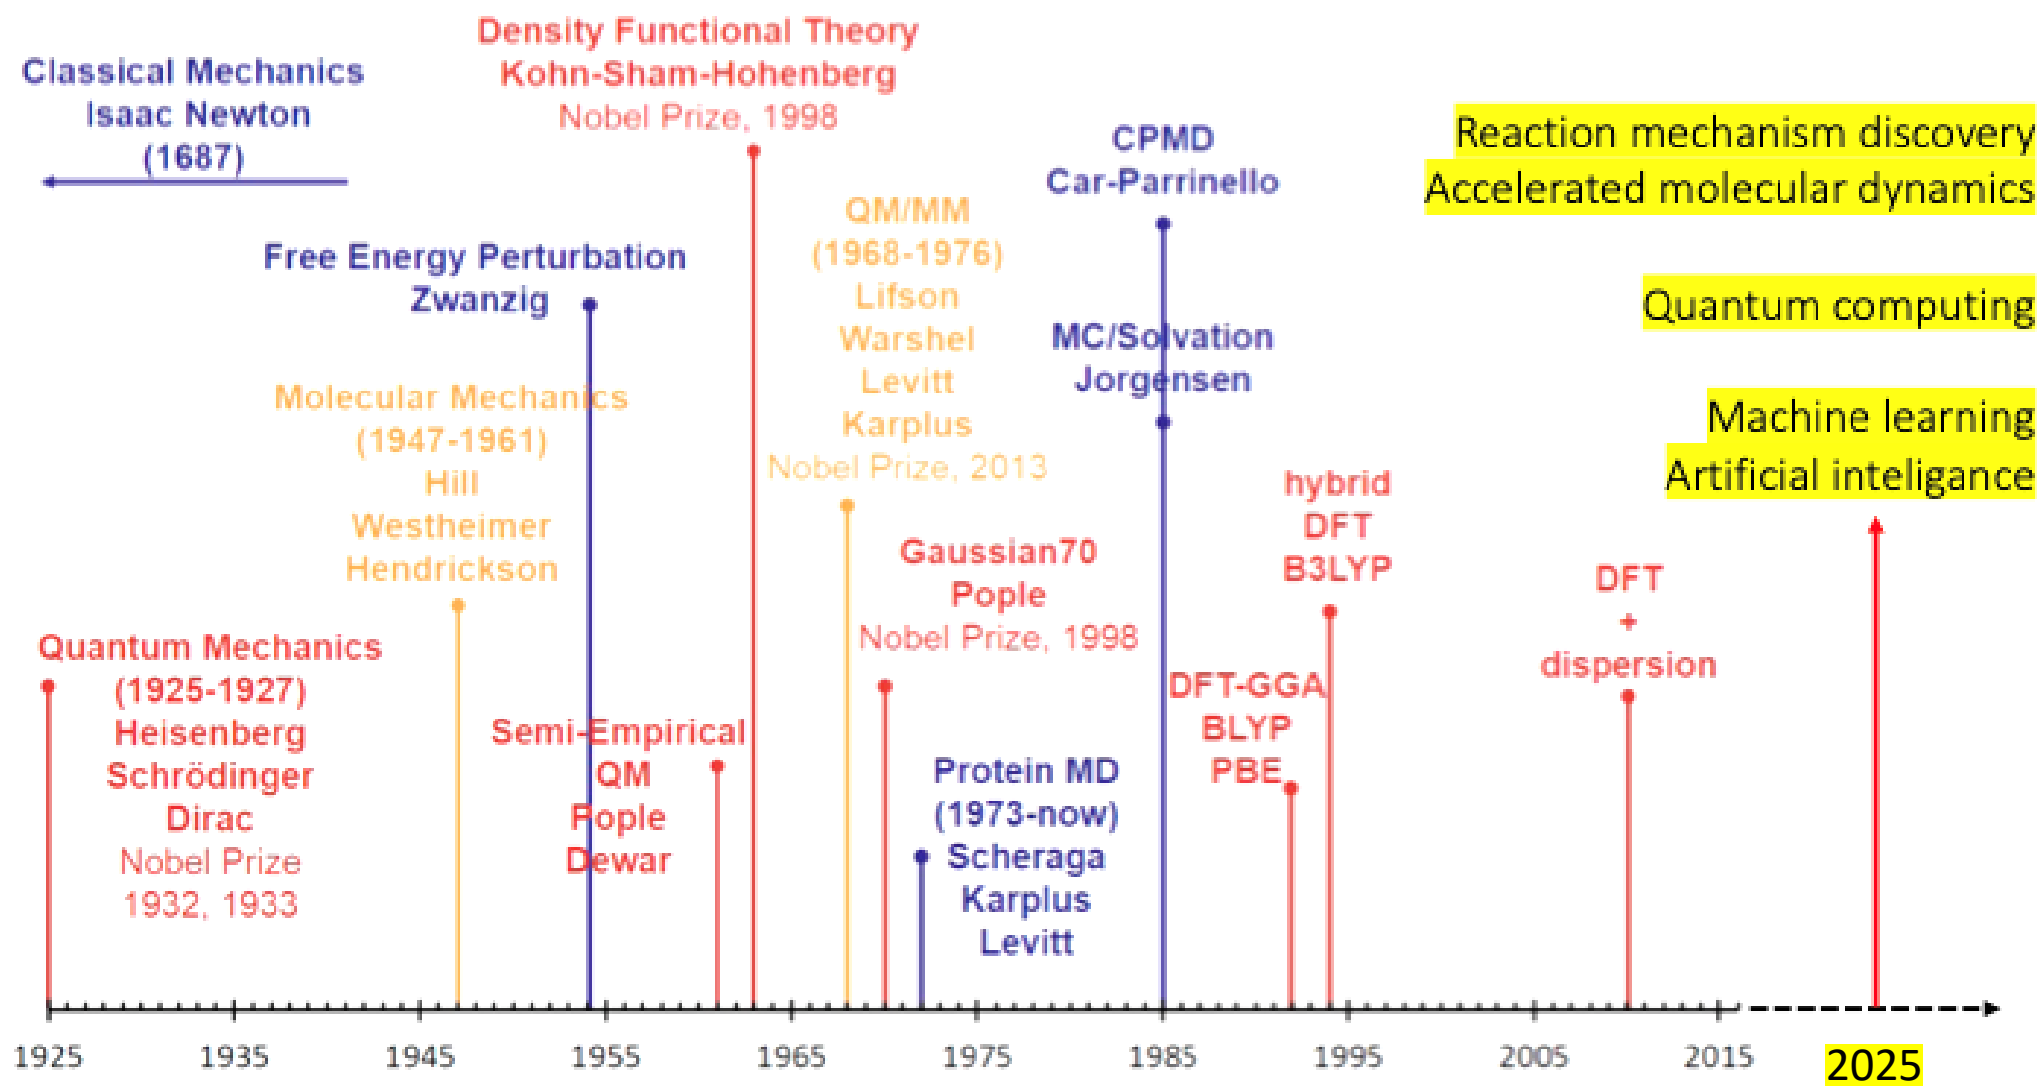 Classical Mechanics
Isaac Newton
(1687)
Density Functional Theory
Kohn-Sham-Hohenberg
Nobel Prize, 1998
CPMD
Car-Parrinello
Reaction mechanism discovery
Accelerated molecular dynamics
Free Energy Perturbation
Zwanzig
QM/MM
(1968-1976)
Lifson
Warshel
Levitt
Karplus
Nobel Prize, 2013
MC/Solvation
Jorgensen
Quantum computing
Molecular Mechanics
(1947-1961)
Hill
Westheimer
Hendrickson
Machine learning
Artificial inteligance
Gaussian70
Pople
Nobel Prize, 1998
hybrid
DFT
B3LYP
DFT
+
dispersion
Quantum Mechanics
(1925-1927)
Heisenberg
Schrödinger
Dirac
Nobel Prize
1932, 1933
Semi-Empirical
QM
Pople
Dewar
Protein MD
(1973-now)
Scheraga
Karplus
Levitt
DFT-GGA
BLYP
PBE
1925 1935 1945 1955 1965 1975 1985 1995 2005 2015 2025